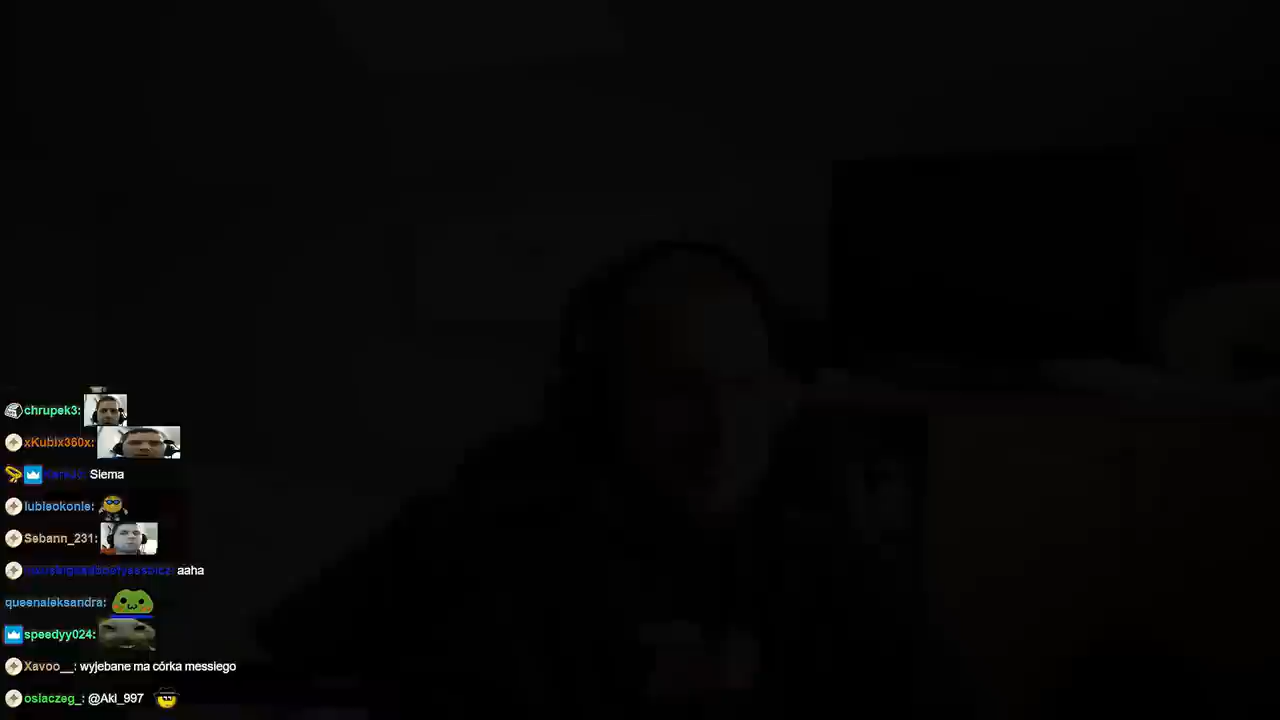 chrupek3:
xKubix360x:
Siema
lubieokonie:
Sebann_231:
aaha
queenaleksandra:
speedyy024:
Xavoo__: wyjebane ma córka messiego
oslaczeg_: @Aki_997